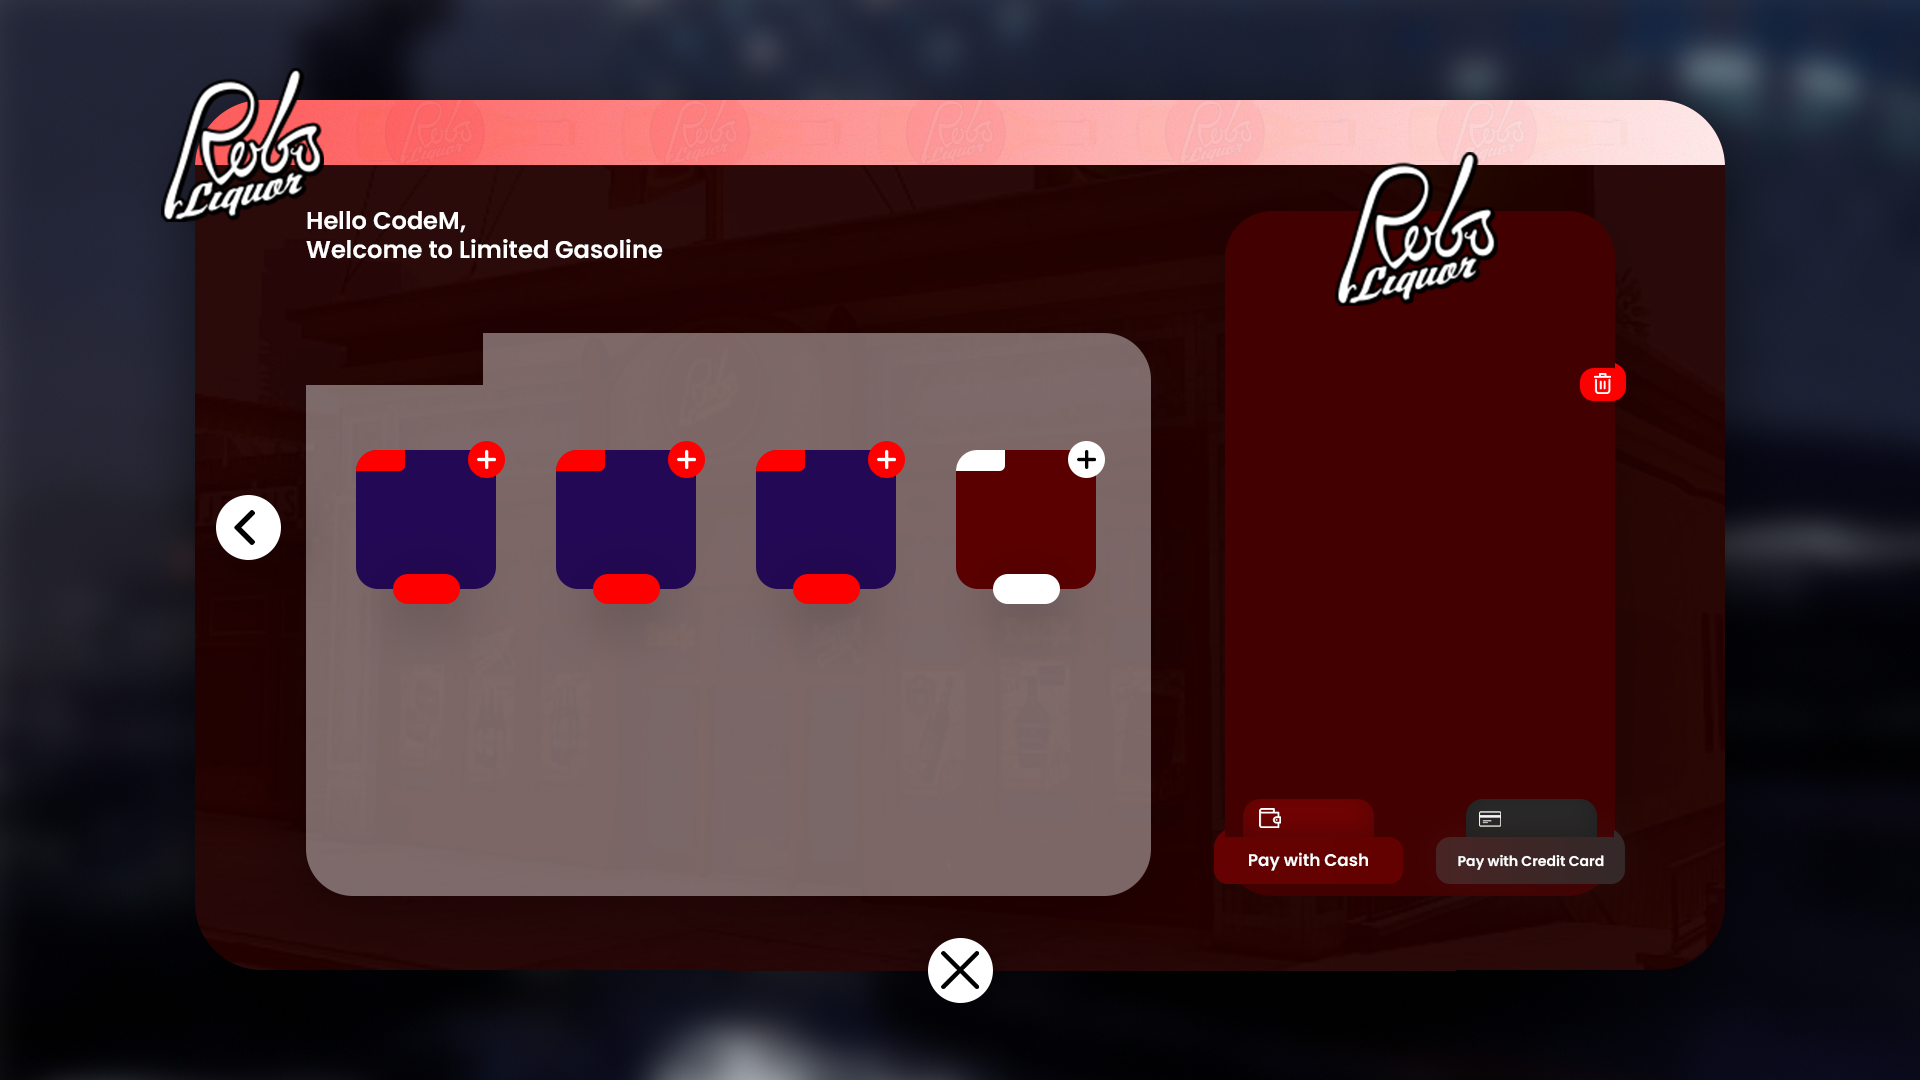 Robs
Liquor
Hello CodeM,
Welcome to Limited Gasoline
Robs
Liquor
Pay with Cash
Pay with Credit Card